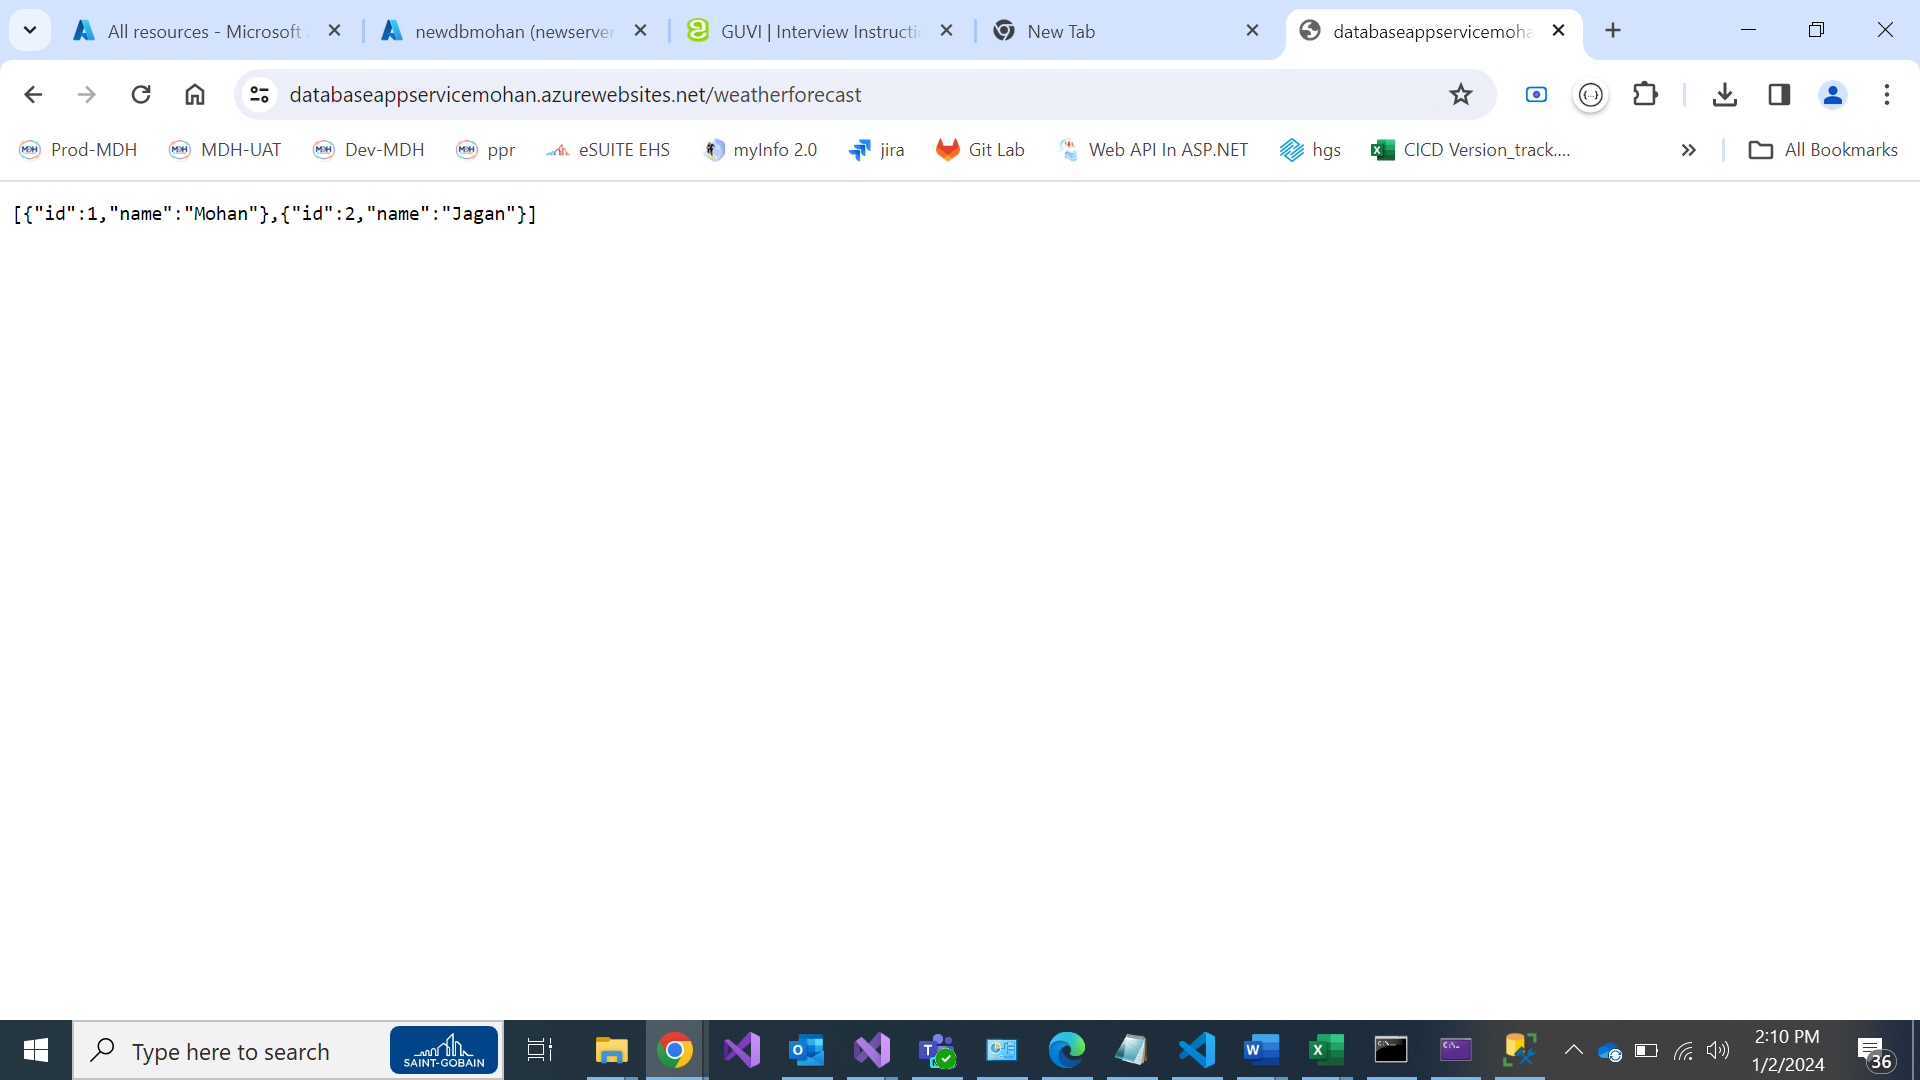 All resources - Microsoft
newdbmohan (newserver
GUVI | Interview Instructi
New Tab
databaseappservicemoha
databaseappservicemohan.azurewebsites.net/weatherforecast
Prod-MDH
MDH-UAT
Dev-MDH
ppr
eSUITE EHS
myInfo 2.0
jira
Git Lab
Web API In ASP.NET
hgs
CICD Version_track....
All Bookmarks
[{"id":1,"name":"Mohan"},{"id":2,"name":"Jagan"}]
Type here to search
SAINT-GOBAIN
2:10 PM
1/2/2024
36